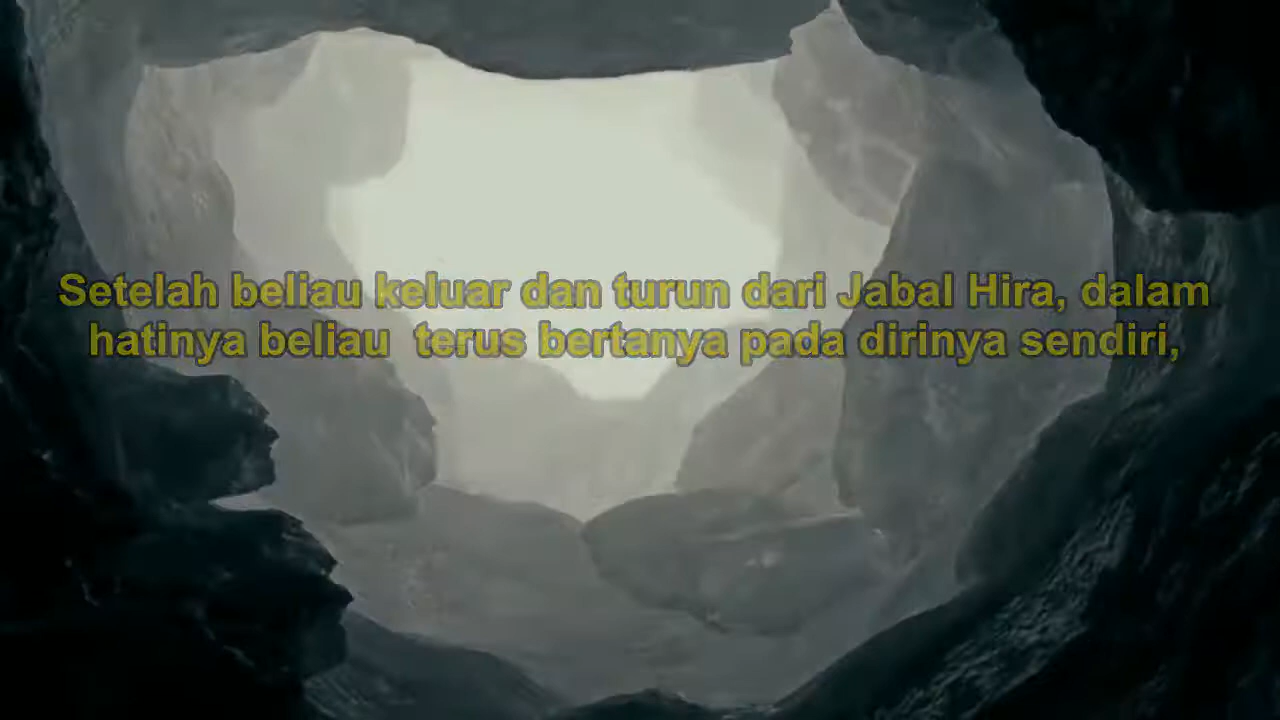 Setelah beliau keluar dan turun dari Jabal Hira, dalam
hatinya beliau  terus bertanya pada dirinya sendiri,